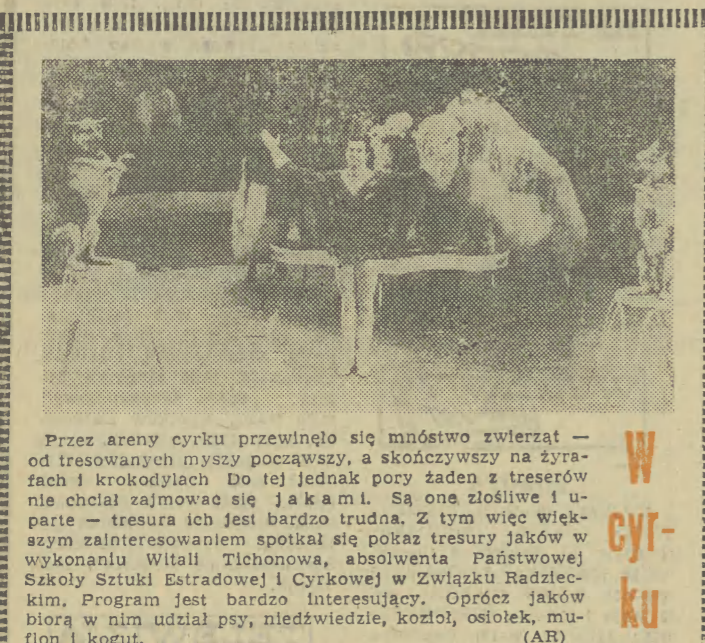 Przez areny cyrku przewinęło się mnóstwo zwierząt —
od tresowanych myszy począwszy, a skończywszy na żyra-
fach i krokodylach Do tej jednak pory żaden z treserów
nie chciał zajmować się jakami. Są one złośliwe i u-
parte — tresura ich jest bardzo trudna. Z tym więc więk-
szym zainteresowaniem spotkał się pokaz tresury jaków w
wykonaniu Witali Tichonowa, absolwenta Państwowej
Szkoły Sztuki Estradowej i Cyrkowej w Związku Radziec-
kim. Program jest bardzo interesujący. Oprócz jaków
biorą w nim udział psy, niedźwiedzie, kozioł, osiołek, mu-
flon i kogut. (AR)
W
cyr-
ku